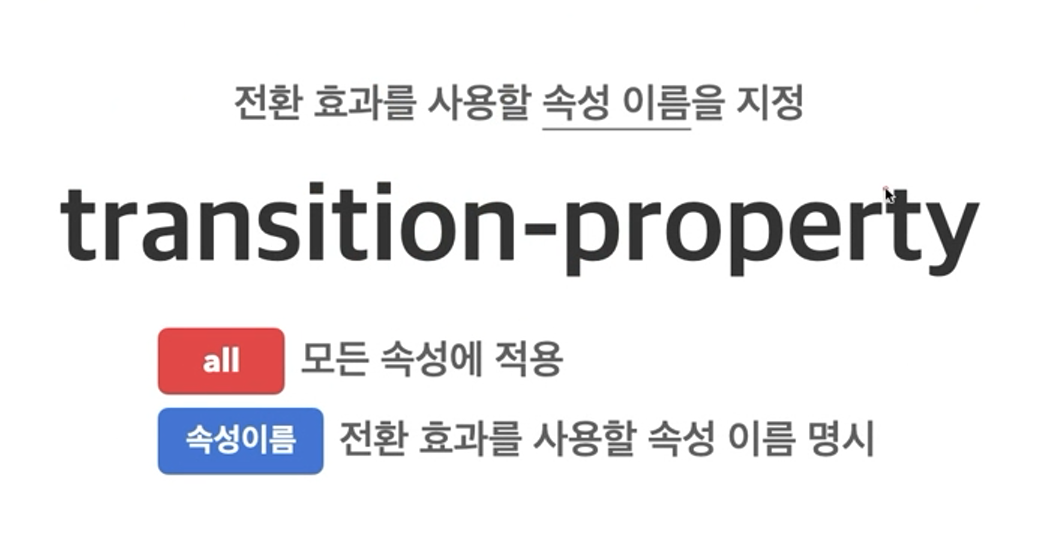 전환 효과를 사용할 속성 이름을 지정
transition-property
all 모든 속성에 적용
속성이름 전환 효과를 사용할 속성 이름 명시